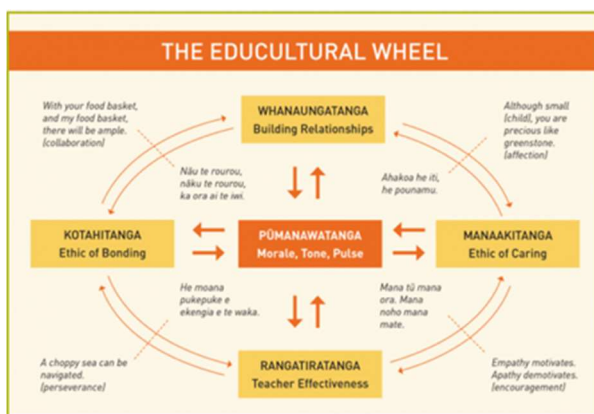 THE EDUCULTURAL WHEEL
With your food basket,
and my food basket,
there will be ample.
(collaboration)
WHANAUNGATANGA
Building Relationships
Although small
(child), you are
precious like
greenstone.
(affection)
Nāu te rourou,
nāku te rourou,
ka ora ai te iwi.
Ahakoa he iti,
he pounamu.
KOTAHITANGA
Ethic of Bonding
PŪMANAWATANGA
Morale, Tone, Pulse
MANAAKITANGA
Ethic of Caring
He moana
pukepuke e
ekengia e te waka.
Mana tū mana
ora. Mana
noho mana
mate.
A choppy sea can be
navigated.
(perseverance)
RANGATIRATANGA
Teacher Effectiveness
Empathy motivates.
Apathy demotivates.
(encouragement)